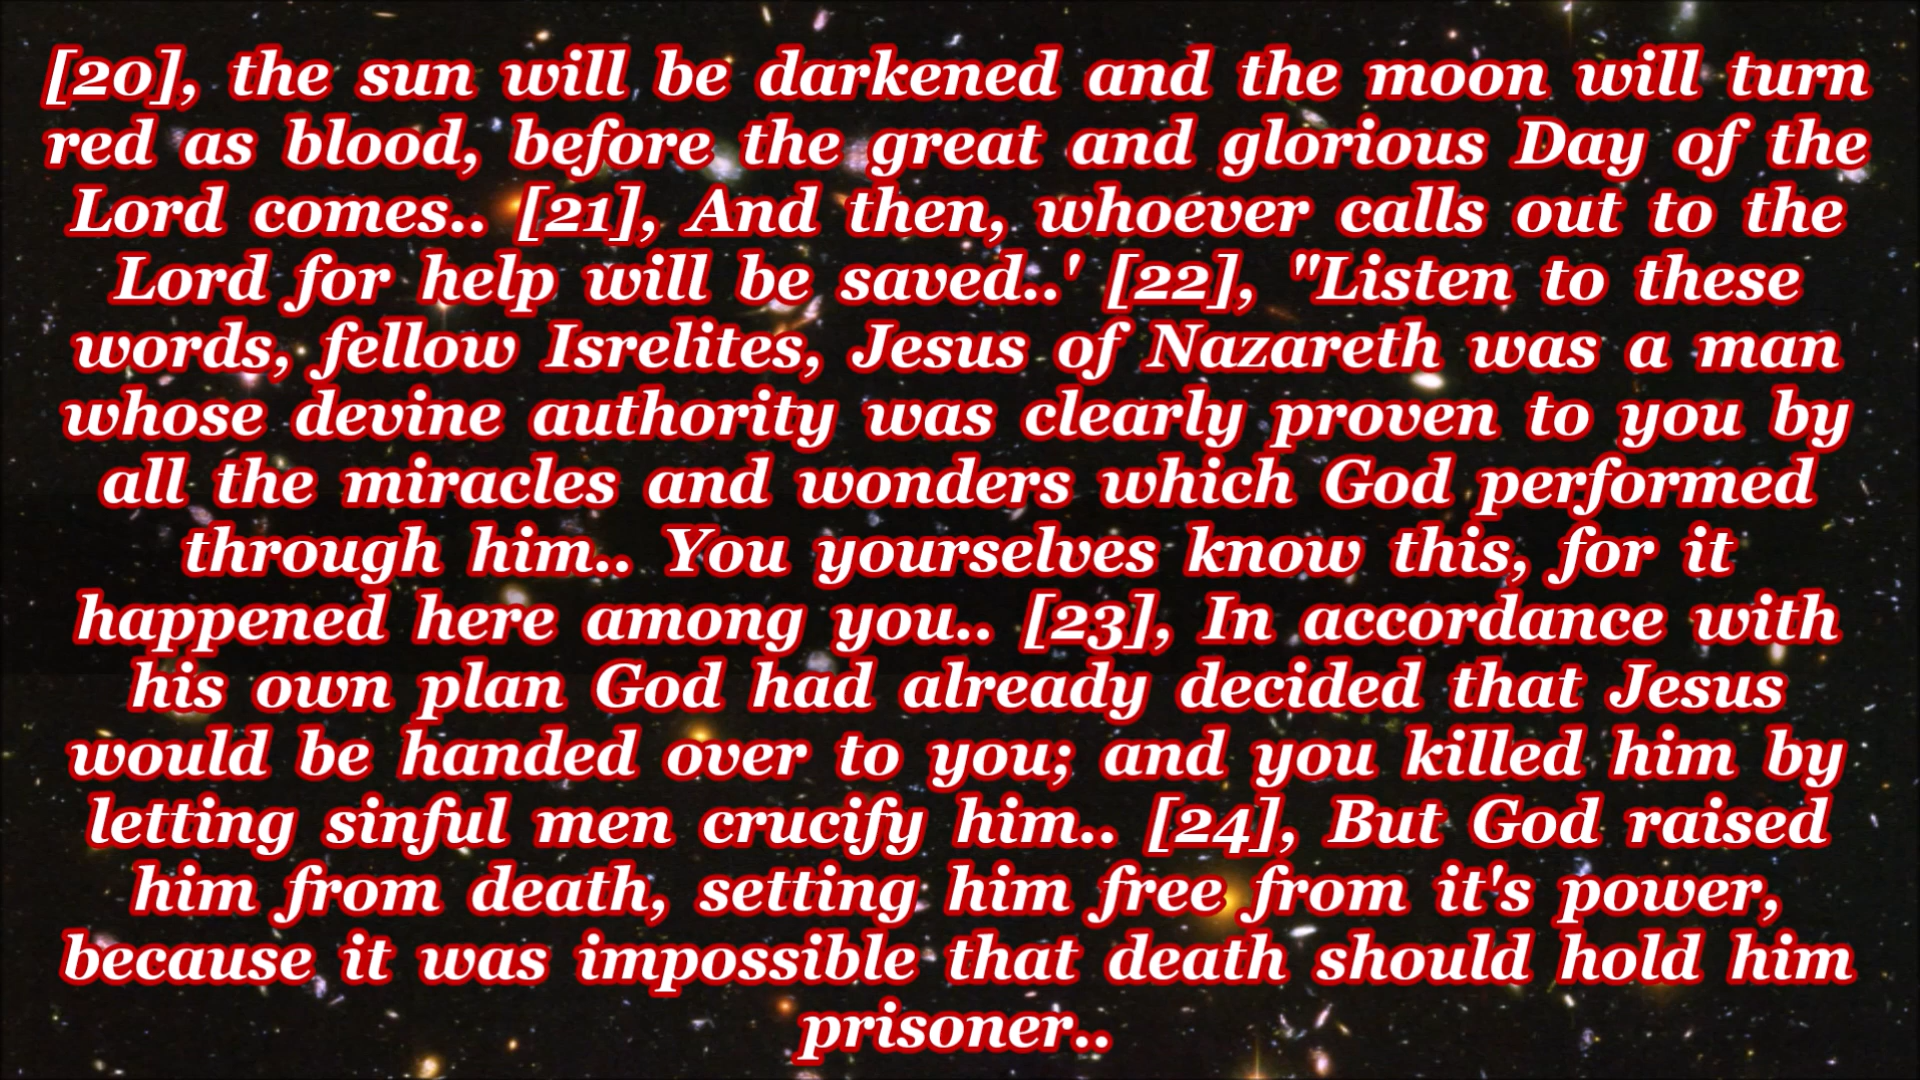 [20], the sun will be darkened and the moon will turn
red as blood, before the great and glorious Day of the
Lord comes.. [21], And then, whoever calls out to the
Lord for help will be saved..' [22], "Listen to these
words, fellow Isrelites, Jesus of Nazareth was a man
whose devine authority was clearly proven to you by
all the miracles and wonders which God performed
through him.. You yourselves know this, for it
happened here among you.. [23], In accordance with
his own plan God had already decided that Jesus
would be handed over to you; and you killed him by
letting sinful men crucify him.. [24], But God raised
him from death, setting him free from it's power,
because it was impossible that death should hold him
prisoner..